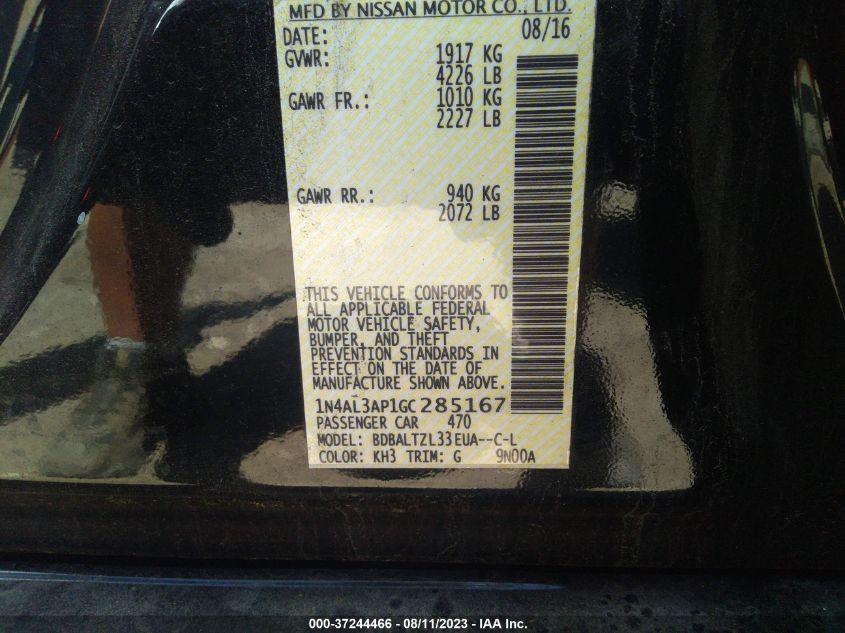 MFD BY NISSAN MOTOR CO., LTD.
DATE: 08/16
GVWR: 1917 KG
4226 LB
GAWR FR.: 1010 KG
2227 LB
GAWR RR.: 940 KG
2072 LB
THIS VEHICLE CONFORMS TO
ALL APPLICABLE FEDERAL
MOTOR VEHICLE SAFETY,
BUMPER, AND THEFT
PREVENTION STANDARDS IN
EFFECT ON THE DATE OF
MANUFACTURE SHOWN ABOVE.
1N4AL3AP1GC285167
PASSENGER CAR 470
MODEL: BDBALTZL33EUA--C-L
COLOR: KH3 TRIM: G 9N00A
000-37244466 - 08/11/2023 - IAA Inc.